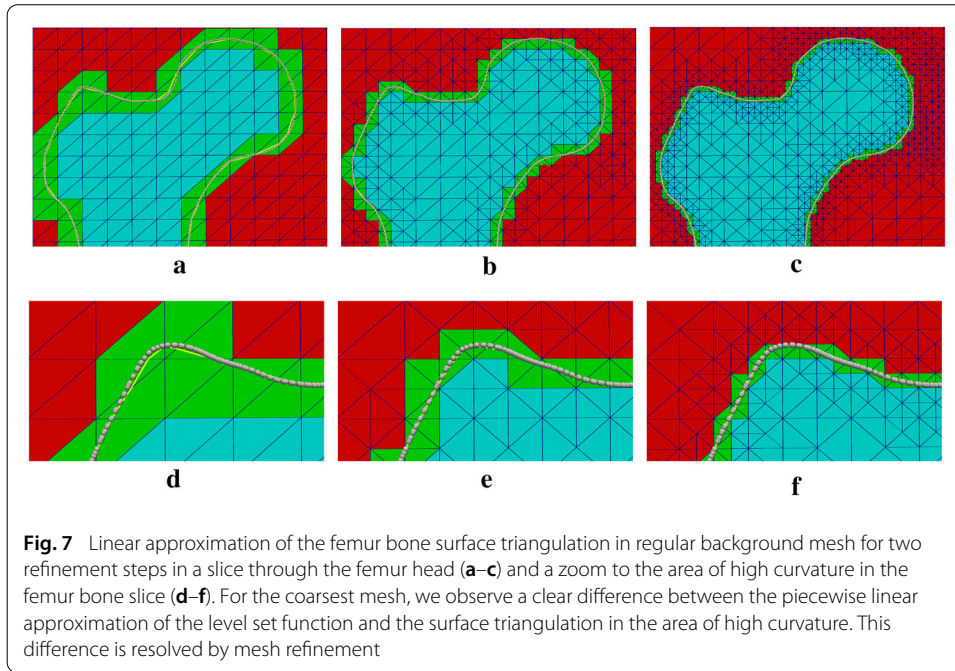 a
b
c
d
e
f
Fig. 7 Linear approximation of the femur bone surface triangulation in regular background mesh for two
refinement steps in a slice through the femur head (a–c) and a zoom to the area of high curvature in the
femur bone slice (d–f). For the coarsest mesh, we observe a clear difference between the piecewise linear
approximation of the level set function and the surface triangulation in the area of high curvature. This
difference is resolved by mesh refinement